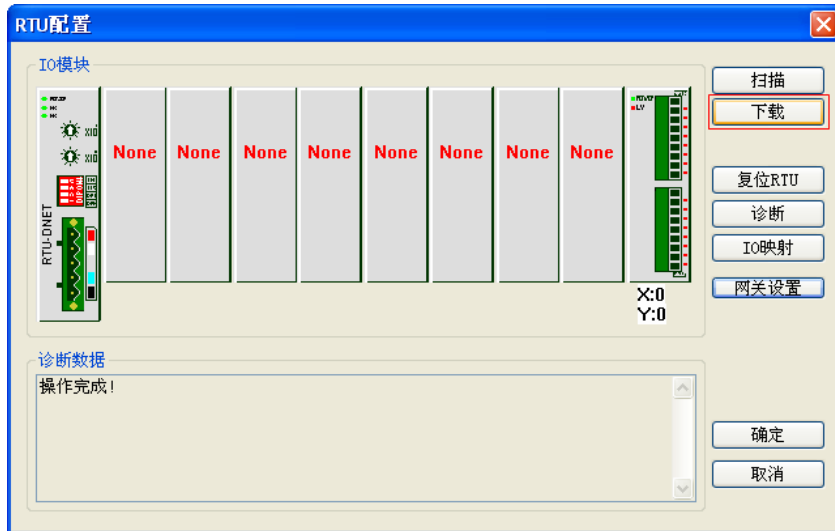 RTU配置
IO模块
扫描
下载
None None None None None None None None
复位RTU
诊断
RTU-DNET
IO映射
网关设置
X:0
Y:0
诊断数据
操作完成!
确定
取消